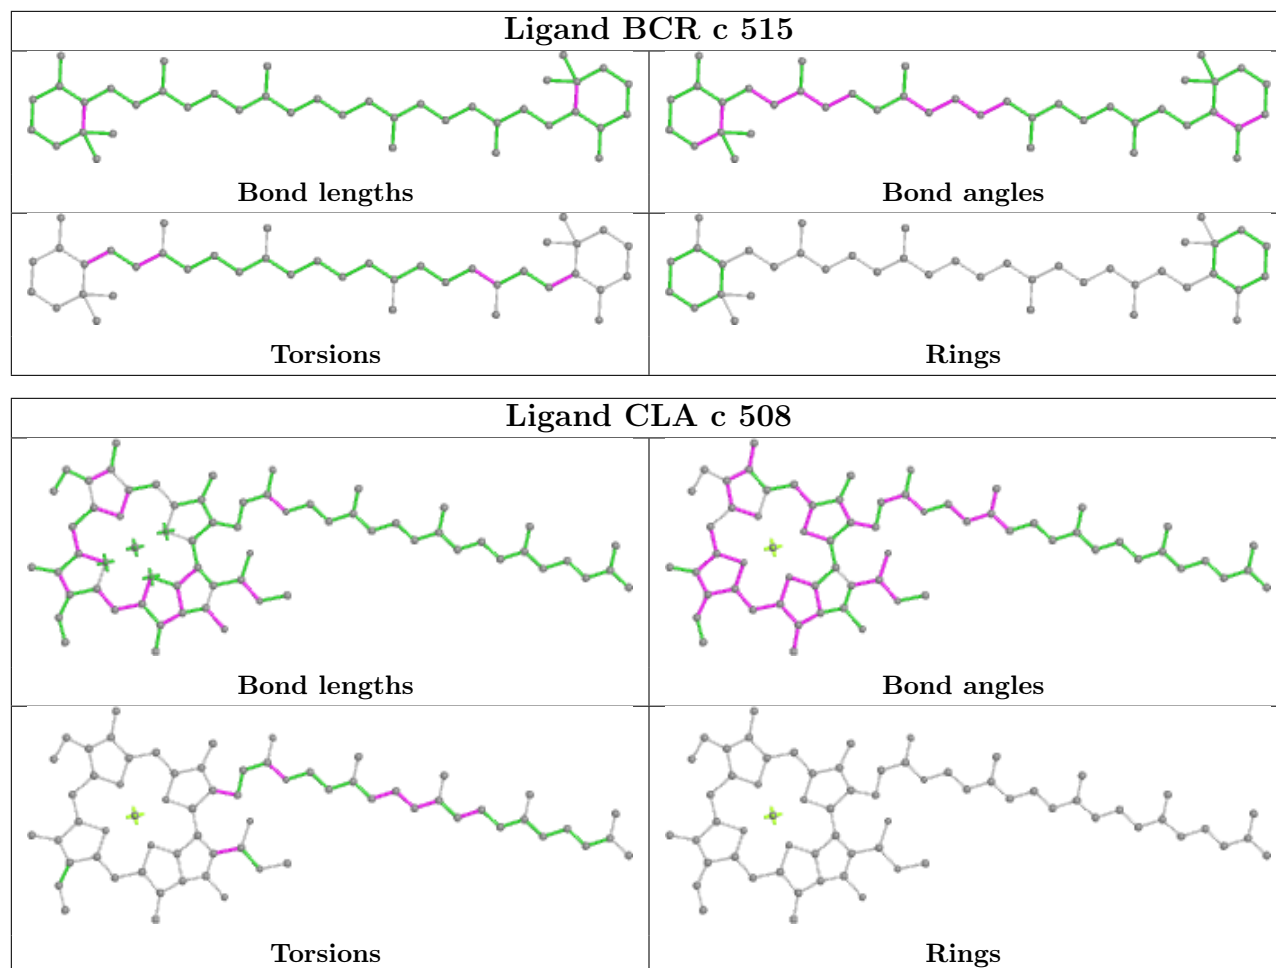 Ligand BCR c 515
Bond lengths
Bond angles
Torsions
Rings
Ligand CLA c 508
Bond lengths
Bond angles
Torsions
Rings